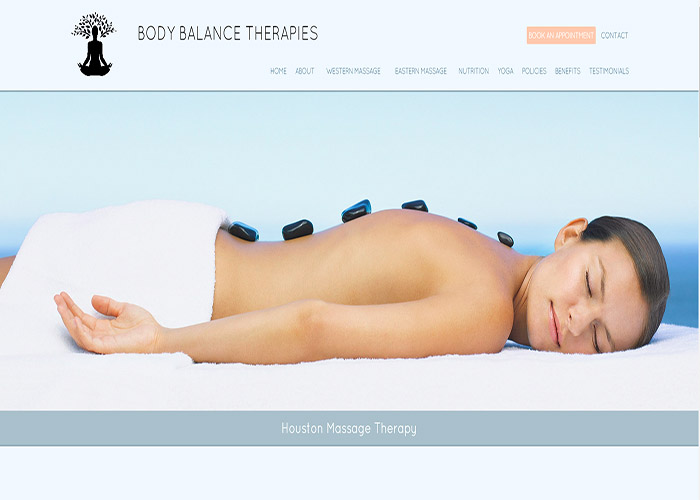 BODY BALANCE THERAPIES
BOOK AN APPOINTMENT CONTACT
HOME ABOUT WESTERN MASSAGE EASTERN MASSAGE NUTRITION YOGA POLICIES BENEFITS TESTIMONIALS
Houston Massage Therapy